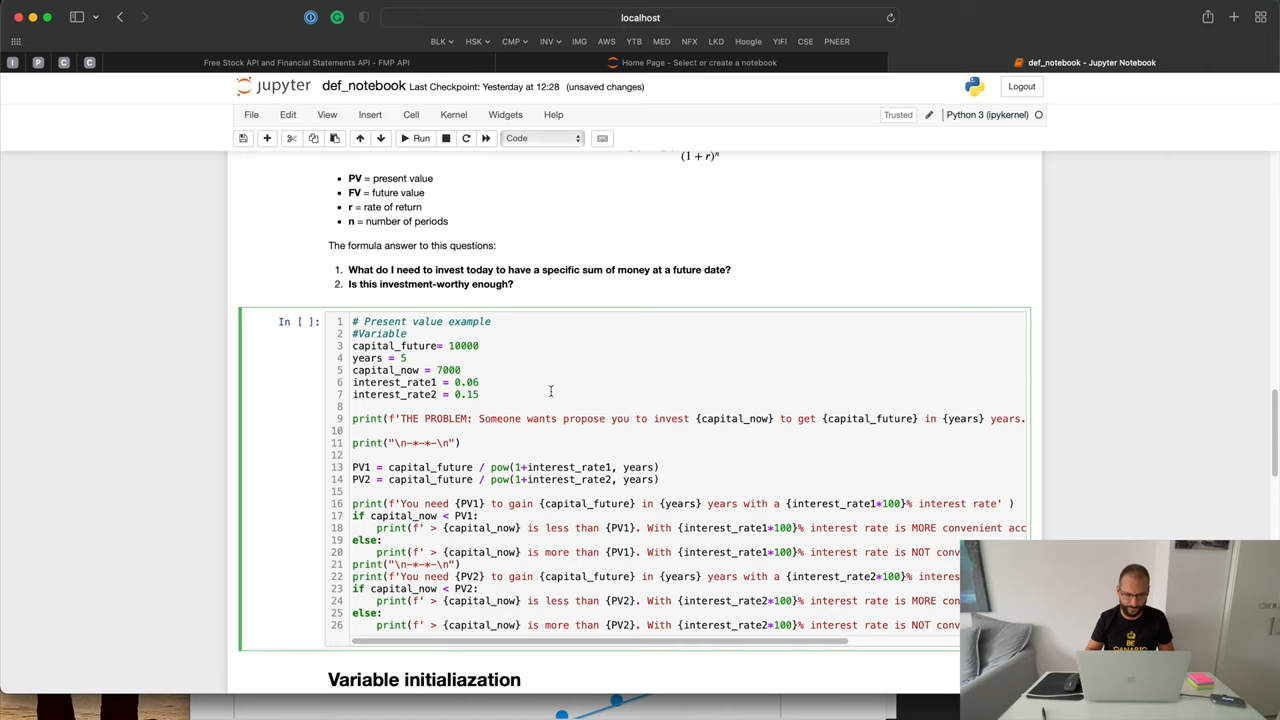 localhost
BLK HSK CMP INV IMG AWS YTB MED NFX LKD Hoogle YIFI CSE PNEER
I P C C Free Stock API and Financial Statements API - FMP API Home Page - Select or create a notebook def_notebook - Jupyter Notebook
jupyter def_notebook Last Checkpoint: Yesterday at 12:28 (unsaved changes) Logout
File Edit View Insert Cell Kernel Widgets Help Trusted Python 3 (ipykernel)
Run Code
(1 + r)ⁿ
• PV = present value
• FV = future value
• r = rate of return
• n = number of periods
The formula answer to this questions:
1. What do I need to invest today to have a specific sum of money at a future date?
2. Is this investment-worthy enough?
In [ ]: 1 # Present value example
2 #Variable
3 capital_future= 10000
4 years = 5
5 capital_now = 7000
6 interest_rate1 = 0.06
7 interest_rate2 = 0.15
8
9 print(f'THE PROBLEM: Someone wants propose you to invest {capital_now} to get {capital_future} in {years} years.
10
11 print("\n-*-*-\n")
12
13 PV1 = capital_future / pow(1+interest_rate1, years)
14 PV2 = capital_future / pow(1+interest_rate2, years)
15
16 print(f'You need {PV1} to gain {capital_future} in {years} years with a {interest_rate1*100}% interest rate' )
17 if capital_now < PV1:
18 print(f' > {capital_now} is less than {PV1}. With {interest_rate1*100}% interest rate is MORE convenient acc
19 else:
20 print(f' > {capital_now} is more than {PV1}. With {interest_rate1*100}% interest rate is NOT conv
21 print("\n-*-*-\n")
22 print(f'You need {PV2} to gain {capital_future} in {years} years with a {interest_rate2*100}% interes
23 if capital_now < PV2:
24 print(f' > {capital_now} is less than {PV2}. With {interest_rate2*100}% interest rate is MORE con
25 else:
26 print(f' > {capital_now} is more than {PV2}. With {interest_rate2*100}% interest rate is NOT conv
Variable initialiazation
BE
CANARIO